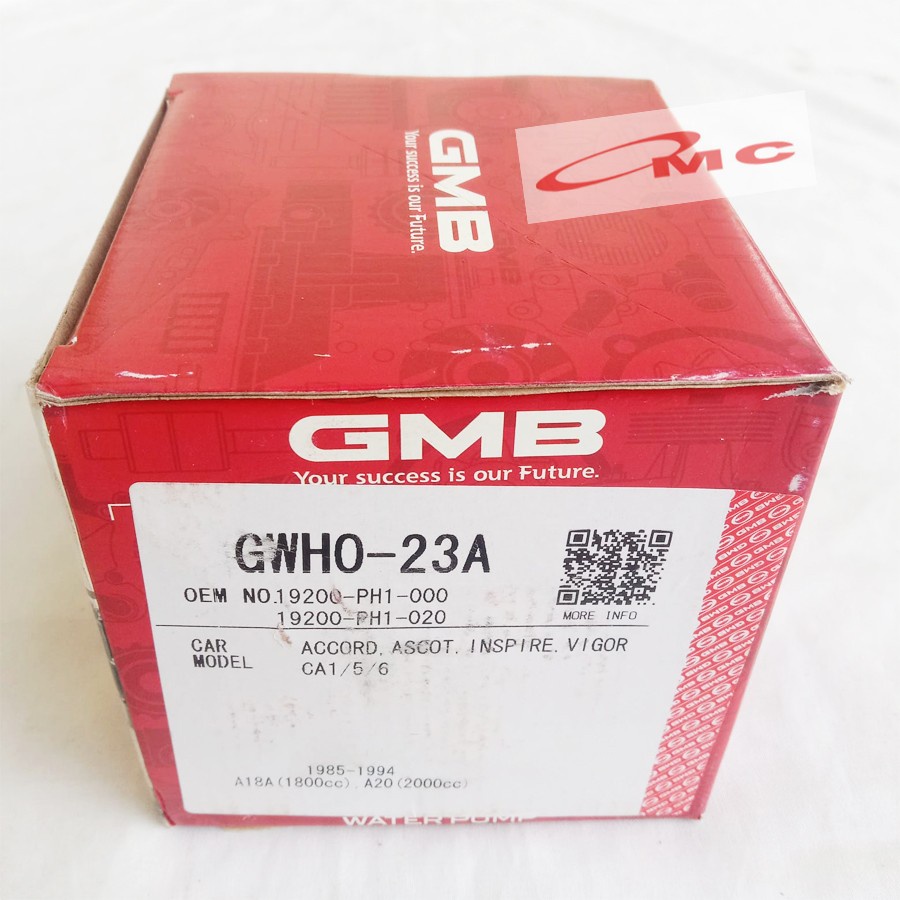 GMB
Your success is our Future.
MC
GMB
Your success is our Future.
GWHO-23A
OEM NO.19200-PH1-000
19200-PH1-020
MORE INFO
CAR MODEL
ACCORD, ASCOT. INSPIRE. VIGOR
CA1/5/6
1985-1994
A18A(1800cc) A20(2000cc)
WATER PUMP